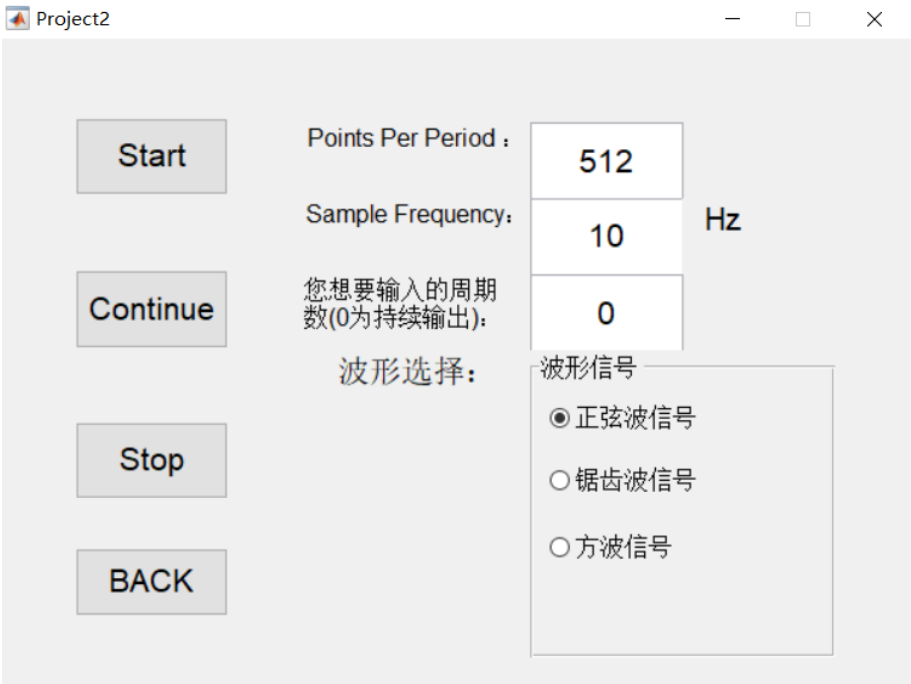 Project2
Start
Points Per Period：
512
Sample Frequency：
10
Hz
Continue
您想要输入的周期
数(0为持续输出)：
0
波形选择：
波形信号
正弦波信号
锯齿波信号
方波信号
Stop
BACK